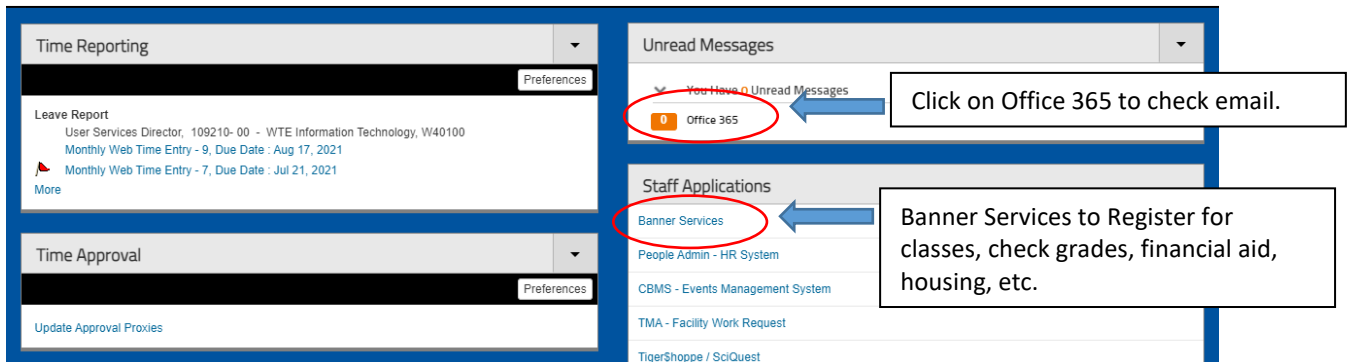 Time Reporting
Preferences
Leave Report
User Services Director, 109210- 00 - WTE Information Technology, W40100
Monthly Web Time Entry - 9, Due Date : Aug 17, 2021
Monthly Web Time Entry - 7, Due Date : Jul 21, 2021
More
Time Approval
Preferences
Update Approval Proxies
Unread Messages
You Have 0 Unread Messages
0 Office 365
Click on Office 365 to check email.
Staff Applications
Banner Services
Banner Services to Register for
classes, check grades, financial aid,
housing, etc.
People Admin - HR System
CBMS - Events Management System
TMA - Facility Work Request
Tiger$hoppe / SciQuest